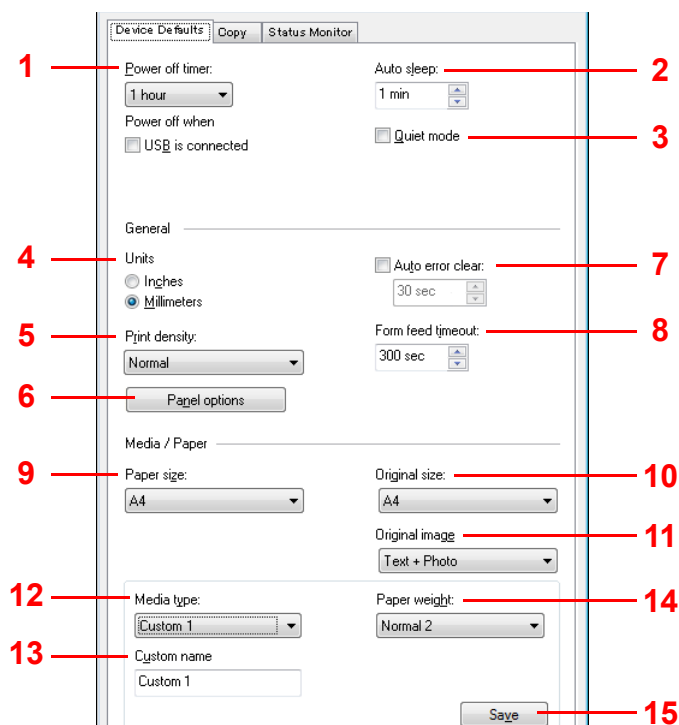 Device Defaults Copy Status Monitor
1 Power off timer: Auto sleep: 2
1 hour 1 min
Power off when
USB is connected Quiet mode 3
General
4 Units Auto error clear: 7
Inches 30 sec
Millimeters
5 Print density: Form feed timeout: 8
Normal 300 sec
6 Panel options
Media / Paper
9 Paper size: Original size: 10
A4 A4
Original image 11
Text + Photo
12 Media type: Paper weight: 14
Custom 1 Normal 2
13 Custom name
Custom 1
Save 15